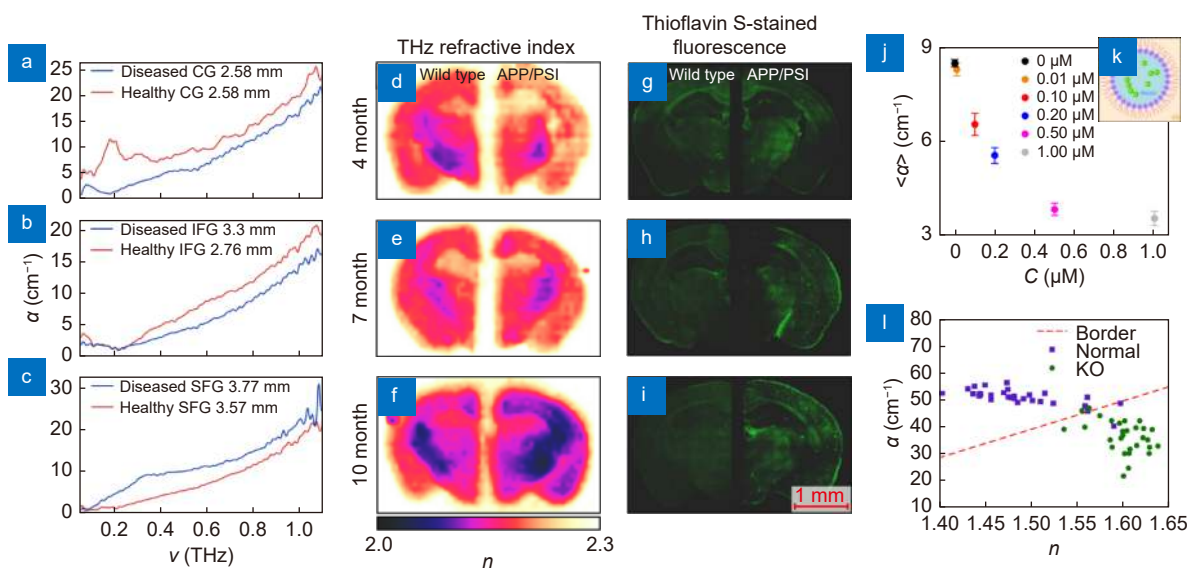 a
Diseased CG 2.58 mm
Healthy CG 2.58 mm
25
20
15
10
5
0
b
Diseased IFG 3.3 mm
Healthy IFG 2.76 mm
20
15
10
5
0
α (cm⁻¹)
c
Diseased SFG 3.77 mm
Healthy SFG 3.57 mm
30
20
10
0
0.2 0.4 0.6 0.8 1.0
ν (THz)
THz refractive index
d
Wild type APP/PSI
4 month
e
7 month
f
10 month
2.0 2.3
n
Thioflavin S-stained
fluorescence
g
Wild type APP/PSI
h
i
1 mm
j
k
9
6
3
<α> (cm⁻¹)
0 μM
0.01 μM
0.10 μM
0.20 μM
0.50 μM
1.00 μM
0 0.2 0.4 0.6 0.8 1.0
C (μM)
l
Border
Normal
KO
80
70
60
50
40
30
20
10
α (cm⁻¹)
1.40 1.45 1.50 1.55 1.60 1.65
n